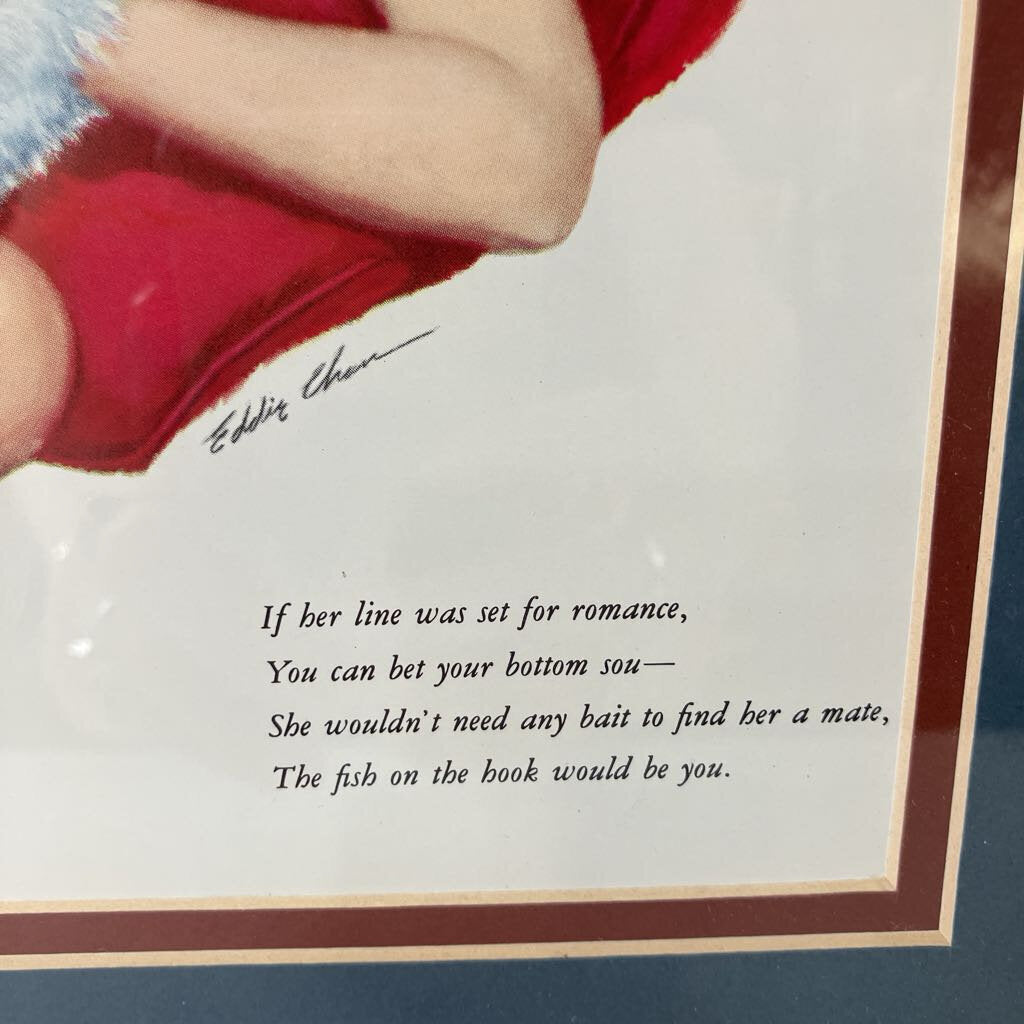 Eddie Chan
If her line was set for romance,
You can bet your bottom sou—
She wouldn't need any bait to find her a mate,
The fish on the hook would be you.